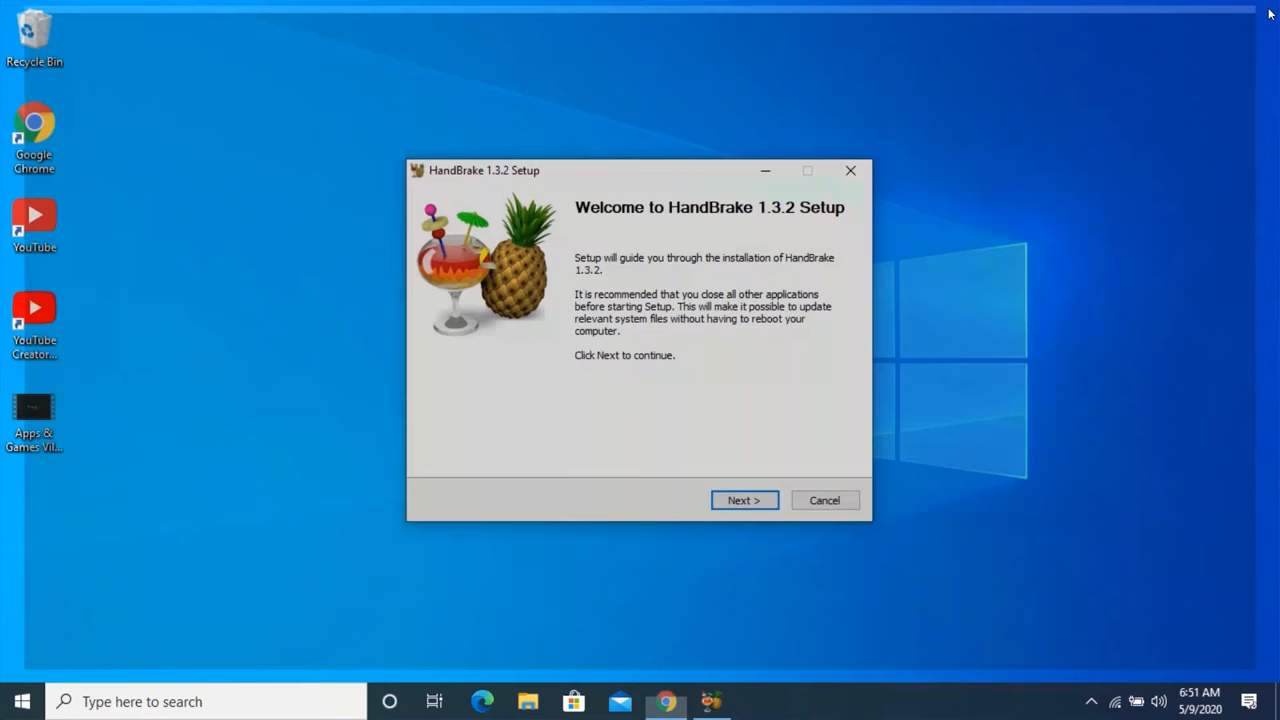 Recycle Bin
Google
Chrome
YouTube
YouTube
Creator...
Apps &
Games Vil...
HandBrake 1.3.2 Setup
Welcome to HandBrake 1.3.2 Setup
Setup will guide you through the installation of HandBrake
1.3.2.
It is recommended that you close all other applications
before starting Setup. This will make it possible to update
relevant system files without having to reboot your
computer.
Click Next to continue.
Next >
Cancel
Type here to search
6:51 AM
5/9/2020